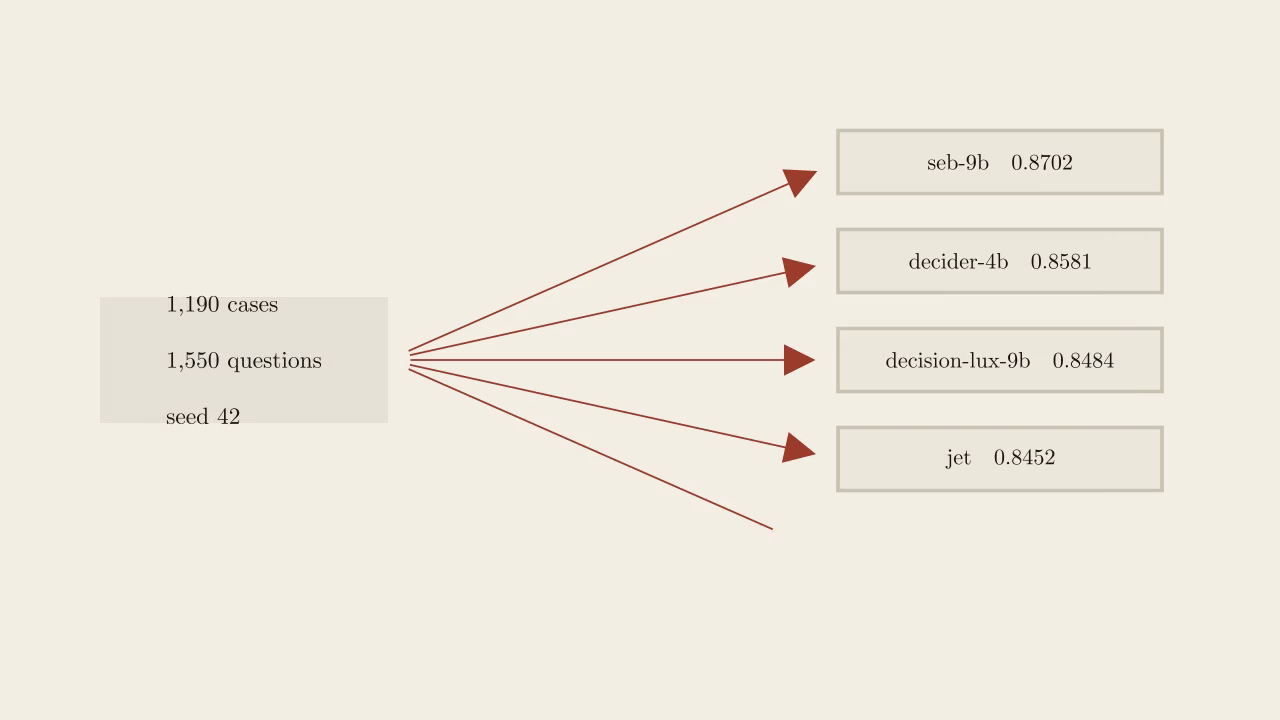 1,190 cases
1,550 questions
seed 42
seb-9b 0.8702
decider-4b 0.8581
decision-lux-9b 0.8484
jet 0.8452